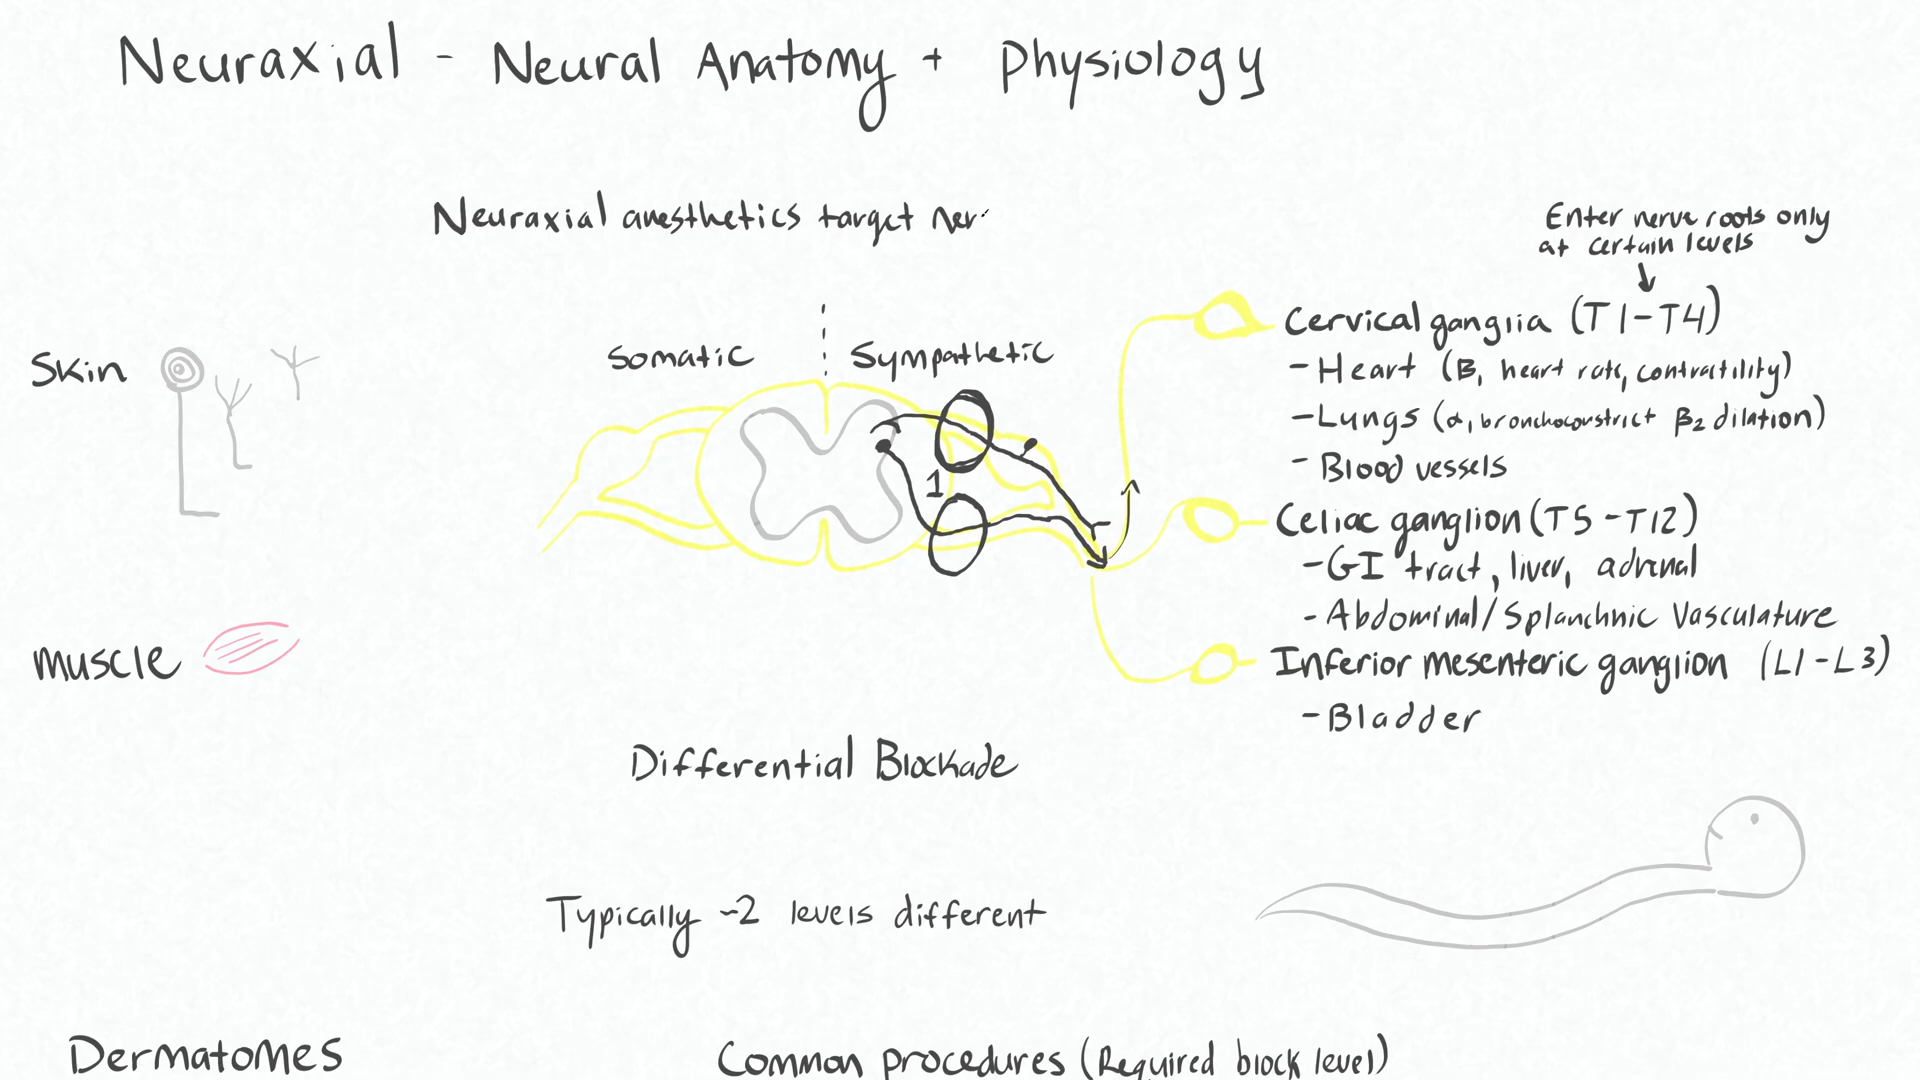 Neuraxial - Neural Anatomy + Physiology
Neuraxial anesthetics target ner
Enter nerve roots only
at certain levels
Somatic
Sympathetic
Cervical ganglia (T1-T4)
- Heart (β, heart rate, contractility)
- Lungs (α, bronchoconstrict β2 dilation)
- Blood vessels
Skin
1
Celiac ganglion (T5-T12)
- GI tract, liver, adrenal
- Abdominal/Splanchnic Vasculature
Muscle
Inferior mesenteric ganglion (L1-L3)
- Bladder
Differential Blockade
Typically ~2 levels different
Dermatomes
Common procedures (Required block level)